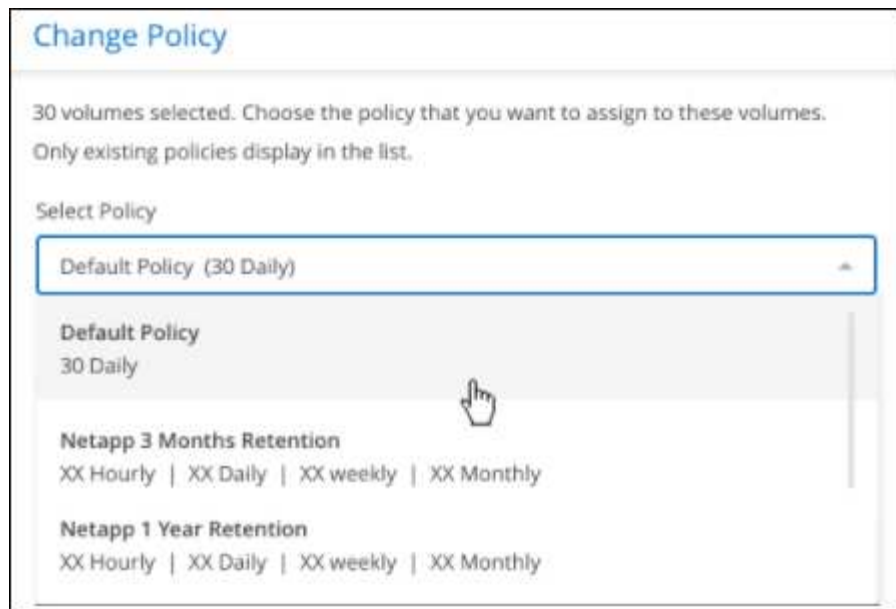 Change Policy
30 volumes selected. Choose the policy that you want to assign to these volumes.
Only existing policies display in the list.
Select Policy
Default Policy (30 Daily)
Default Policy
30 Daily
Netapp 3 Months Retention
XX Hourly | XX Daily | XX weekly | XX Monthly
Netapp 1 Year Retention
XX Hourly | XX Daily | XX weekly | XX Monthly